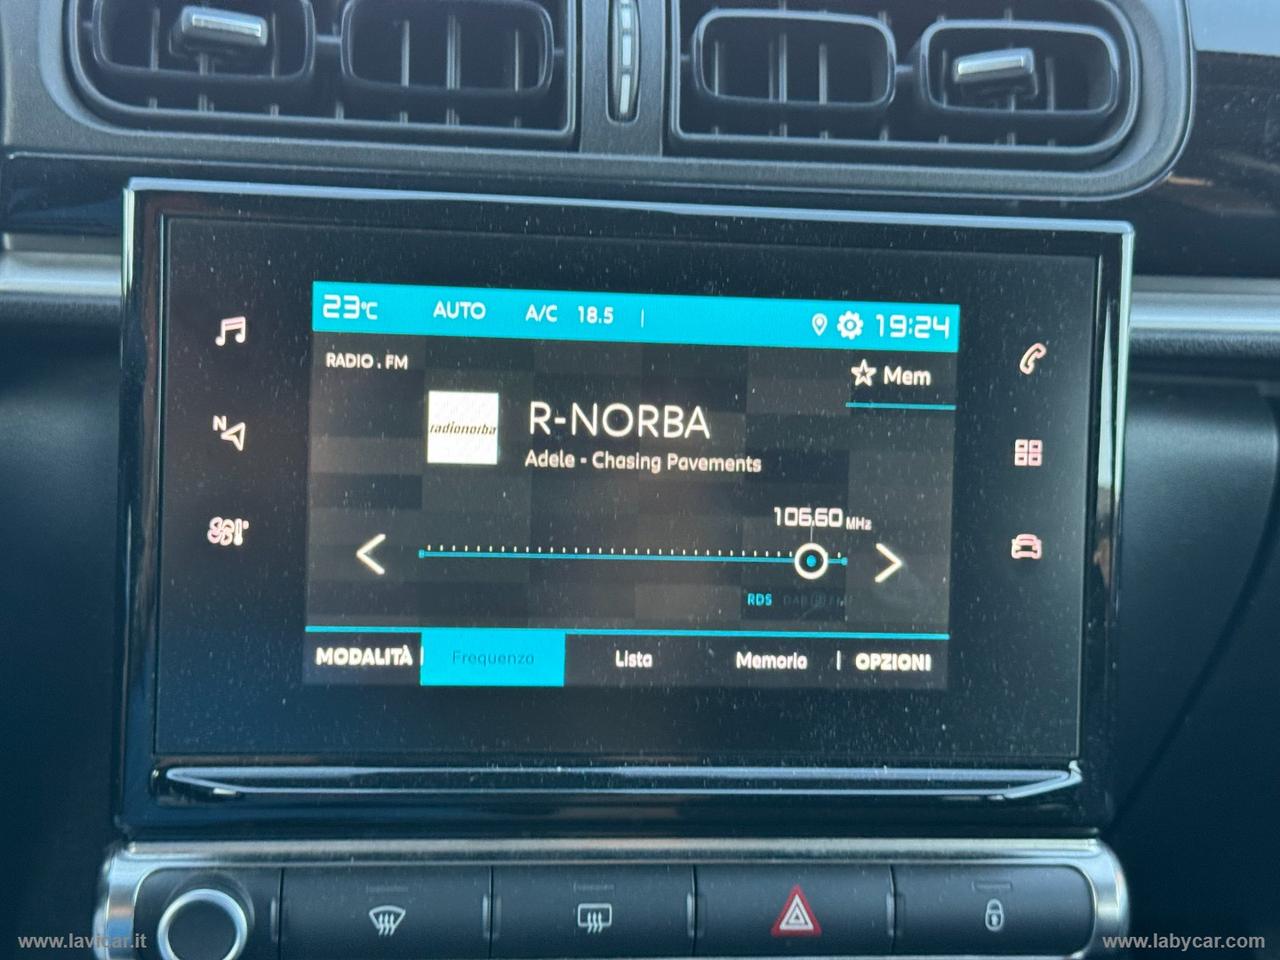 23°C AUTO A/C 18.5 19:24
RADIO . FM
Mem
radionorba
R-NORBA
Adele - Chasing Pavements
106.60 MHz
RDS
MODALITÀ Frequenza Lista Memoria OPZIONI
N
www.lavicar.it
www.labycar.com